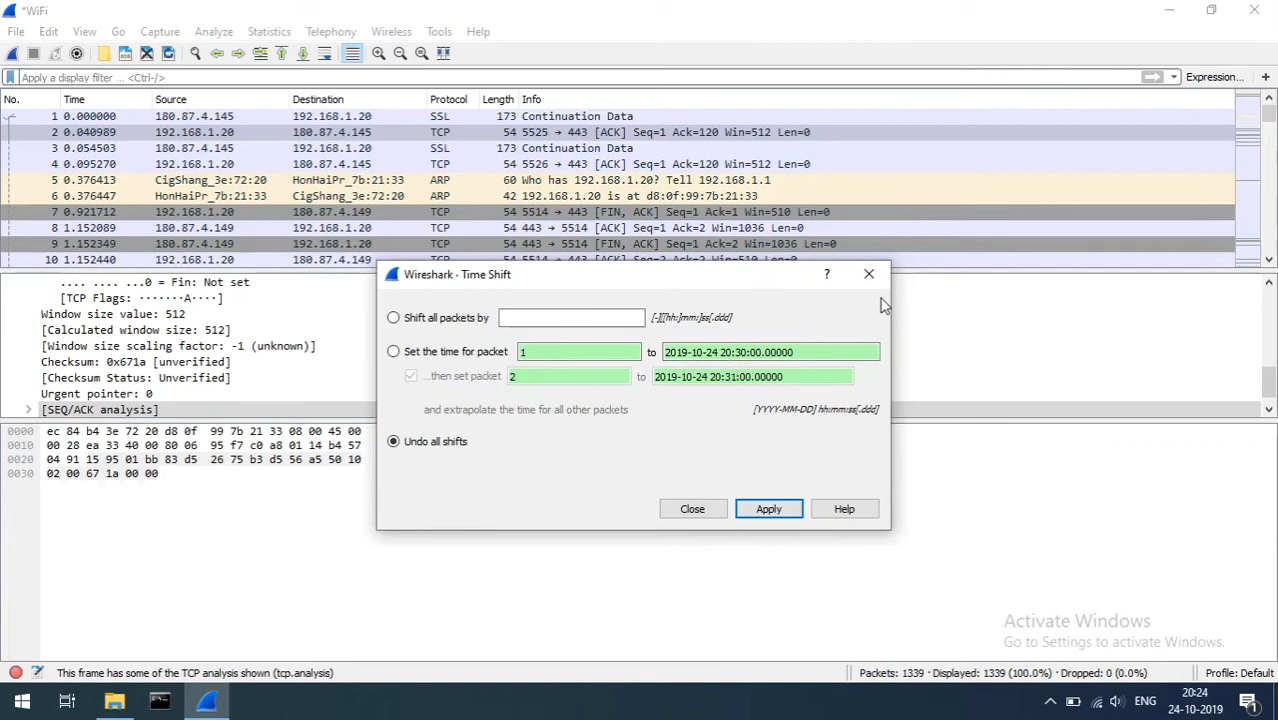 *WiFi
File Edit View Go Capture Analyze Statistics Telephony Wireless Tools Help
Apply a display filter ... <Ctrl-/> Expression... +
No. Time Source Destination Protocol Length Info
1 0.000000 180.87.4.145 192.168.1.20 SSL 173 Continuation Data
2 0.040989 192.168.1.20 180.87.4.145 TCP 54 5525 → 443 [ACK] Seq=1 Ack=120 Win=512 Len=0
3 0.054503 180.87.4.145 192.168.1.20 SSL 173 Continuation Data
4 0.095270 192.168.1.20 180.87.4.145 TCP 54 5526 → 443 [ACK] Seq=1 Ack=120 Win=512 Len=0
5 0.376413 CigShang_3e:72:20 HonHaiPr_7b:21:33 ARP 60 Who has 192.168.1.20? Tell 192.168.1.1
6 0.376447 HonHaiPr_7b:21:33 CigShang_3e:72:20 ARP 42 192.168.1.20 is at d8:0f:99:7b:21:33
7 0.921712 192.168.1.20 180.87.4.149 TCP 54 5514 → 443 [FIN, ACK] Seq=1 Ack=1 Win=510 Len=0
8 1.152089 180.87.4.149 192.168.1.20 TCP 54 443 → 5514 [ACK] Seq=1 Ack=2 Win=1036 Len=0
9 1.152349 180.87.4.149 192.168.1.20 TCP 54 443 → 5514 [FIN, ACK] Seq=1 Ack=2 Win=1036 Len=0
10 1.152440 192.168.1.20 180.87.4.149 TCP 54 5514 → 443 [ACK] Seq=2 Ack=2 Win=510 Len=0
.... .... ...0 = Fin: Not set
[TCP Flags: ·······A····]
Window size value: 512
[Calculated window size: 512]
[Window size scaling factor: -1 (unknown)]
Checksum: 0x671a [unverified]
[Checksum Status: Unverified]
Urgent pointer: 0
[SEQ/ACK analysis]
0000 ec 84 b4 3e 72 20 d8 0f 99 7b 21 33 08 00 45 00
0010 00 28 ea 33 40 00 80 06 95 f7 c0 a8 01 14 b4 57
0020 04 91 15 95 01 bb 83 d5 26 75 b3 d5 56 a5 50 10
0030 02 00 67 1a 00 00
Wireshark · Time Shift ?
Shift all packets by [-][[hh:]mm:]ss[.ddd]
Set the time for packet 1 to 2019-10-24 20:30:00.00000
...then set packet 2 to 2019-10-24 20:31:00.00000
and extrapolate the time for all other packets [YYYY-MM-DD] hh:mm:ss[.ddd]
Undo all shifts
Close Apply Help
Activate Windows
Go to Settings to activate Windows.
This frame has some of the TCP analysis shown (tcp.analysis) Packets: 1339 · Displayed: 1339 (100.0%) · Dropped: 0 (0.0%) Profile: Default
ENG 20:24
24-10-2019 1